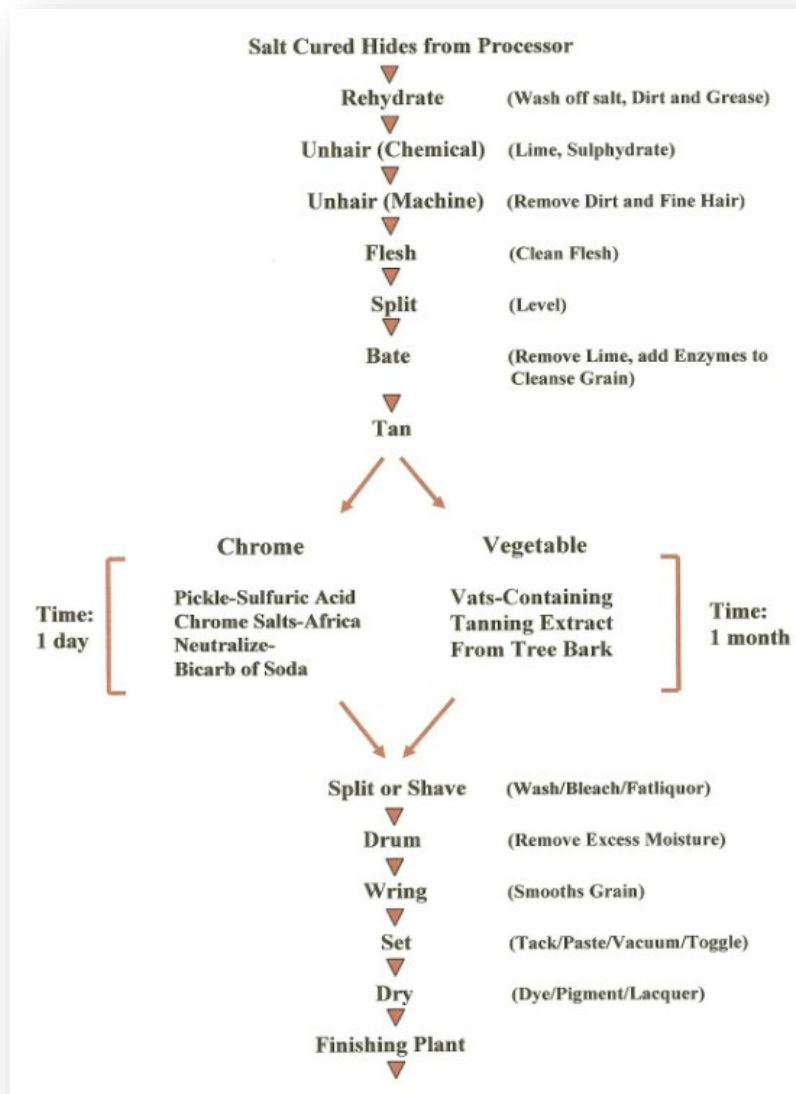 Salt Cured Hides from Processor
Rehydrate (Wash off salt, Dirt and Grease)
Unhair (Chemical) (Lime, Sulphydrate)
Unhair (Machine) (Remove Dirt and Fine Hair)
Flesh (Clean Flesh)
Split (Level)
Bate (Remove Lime, add Enzymes to
Cleanse Grain)
Tan
Chrome
Time:
1 day
Pickle-Sulfuric Acid
Chrome Salts-Africa
Neutralize-
Bicarb of Soda
Vegetable
Vats-Containing
Tanning Extract
From Tree Bark
Time:
1 month
Split or Shave (Wash/Bleach/Fatliquor)
Drum (Remove Excess Moisture)
Wring (Smooths Grain)
Set (Tack/Paste/Vacuum/Toggle)
Dry (Dye/Pigment/Lacquer)
Finishing Plant